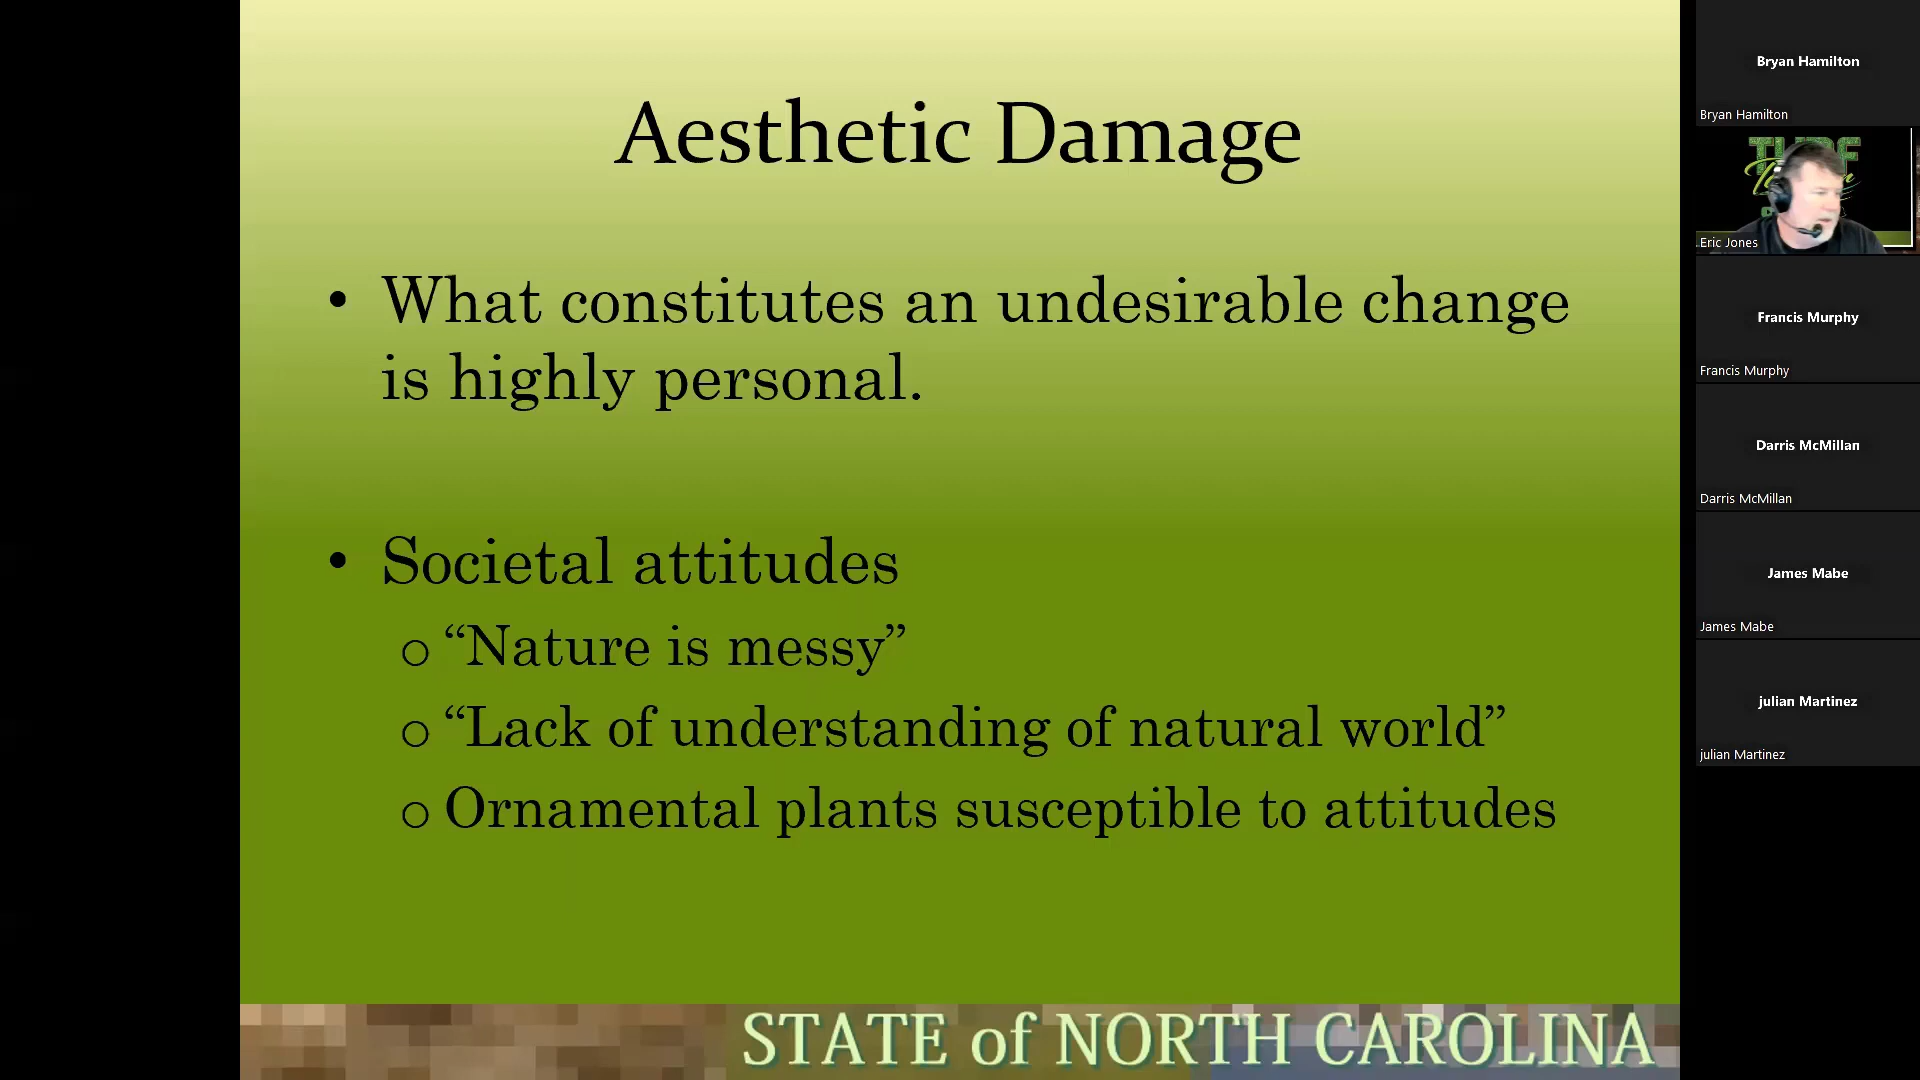 Aesthetic Damage
• What constitutes an undesirable change
is highly personal.
• Societal attitudes
o “Nature is messy”
o “Lack of understanding of natural world”
o Ornamental plants susceptible to attitudes
STATE of NORTH CAROLINA
Bryan Hamilton
Bryan Hamilton
TURF
Eric Jones
Francis Murphy
Francis Murphy
Darris McMillan
Darris McMillan
James Mabe
James Mabe
julian Martinez
julian Martinez